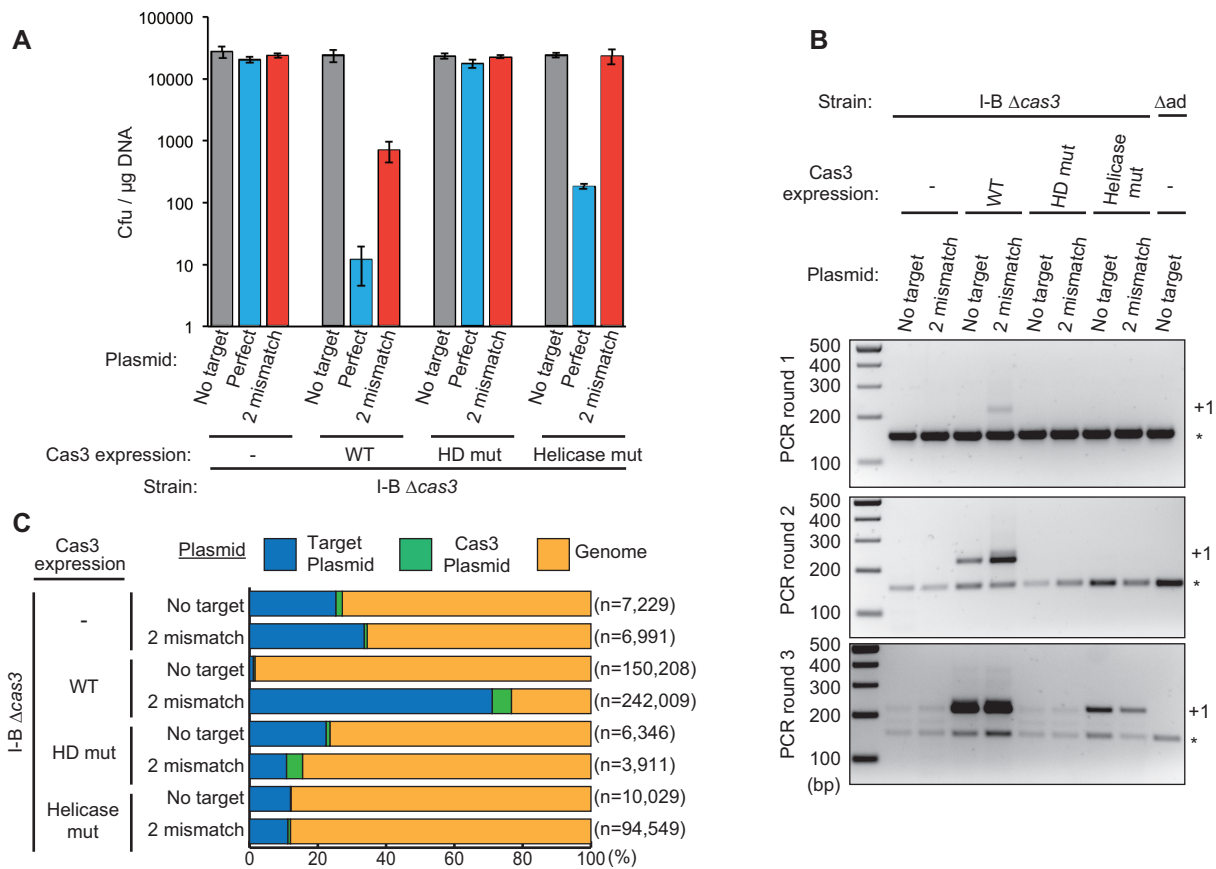 A
100000
10000
1000
100
10
1
Cfu / µg DNA
Plasmid:
No target
Perfect
2 mismatch
No target
Perfect
2 mismatch
No target
Perfect
2 mismatch
No target
Perfect
2 mismatch
Cas3 expression: - WT HD mut Helicase mut
Strain: I-B Δcas3
B
Strain: I-B Δcas3 Δad
Cas3
expression:
-
WT
HD mut
Helicase
mut
-
Plasmid:
No target
2 mismatch
No target
2 mismatch
No target
2 mismatch
No target
2 mismatch
No target
PCR round 1
500
400
300
200
100
+1
*
PCR round 2
500
400
300
200
100
+1
*
PCR round 3
500
400
300
200
100
(bp)
+1
*
C
Cas3
expression
Plasmid
Target
Plasmid
Cas3
Plasmid
Genome
I-B Δcas3
-
No target (n=7,229)
2 mismatch (n=6,991)
WT
No target (n=150,208)
2 mismatch (n=242,009)
HD mut
No target (n=6,346)
2 mismatch (n=3,911)
Helicase
mut
No target (n=10,029)
2 mismatch (n=94,549)
0 20 40 60 80 100 (%)